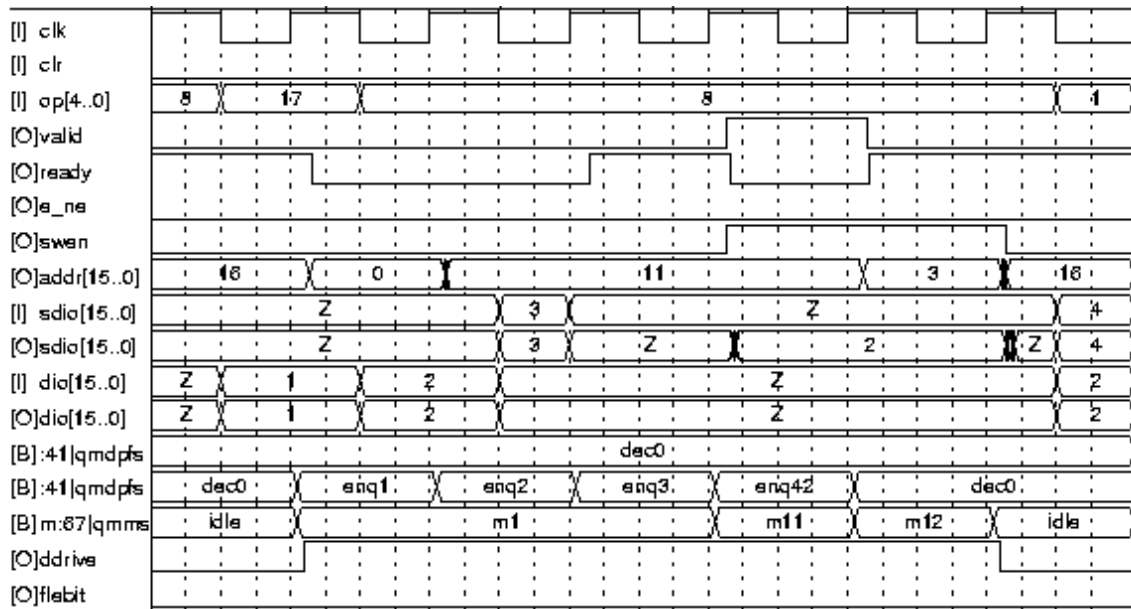 [I] clk
[I] clr
[I] op[4..0] 8 17 8 1
[O]valid
[O]ready
[O]e_ne
[O]swen
[O]addr[15..0] 16 0 11 3 16
[I] sdio[15..0] Z 3 Z 4
[O]sdio[15..0] Z 3 Z 2 Z 4
[I] dio[15..0] Z 1 2 Z 2
[O]dio[15..0] Z 1 2 Z 2
[B] :41|qmdpfs dec0
[B] :41|qmdpfs dec0 enq1 enq2 enq3 enq42 dec0
[B] m:67|qmms idle m1 m11 m12 idle
[O]ddrive
[O]flebit